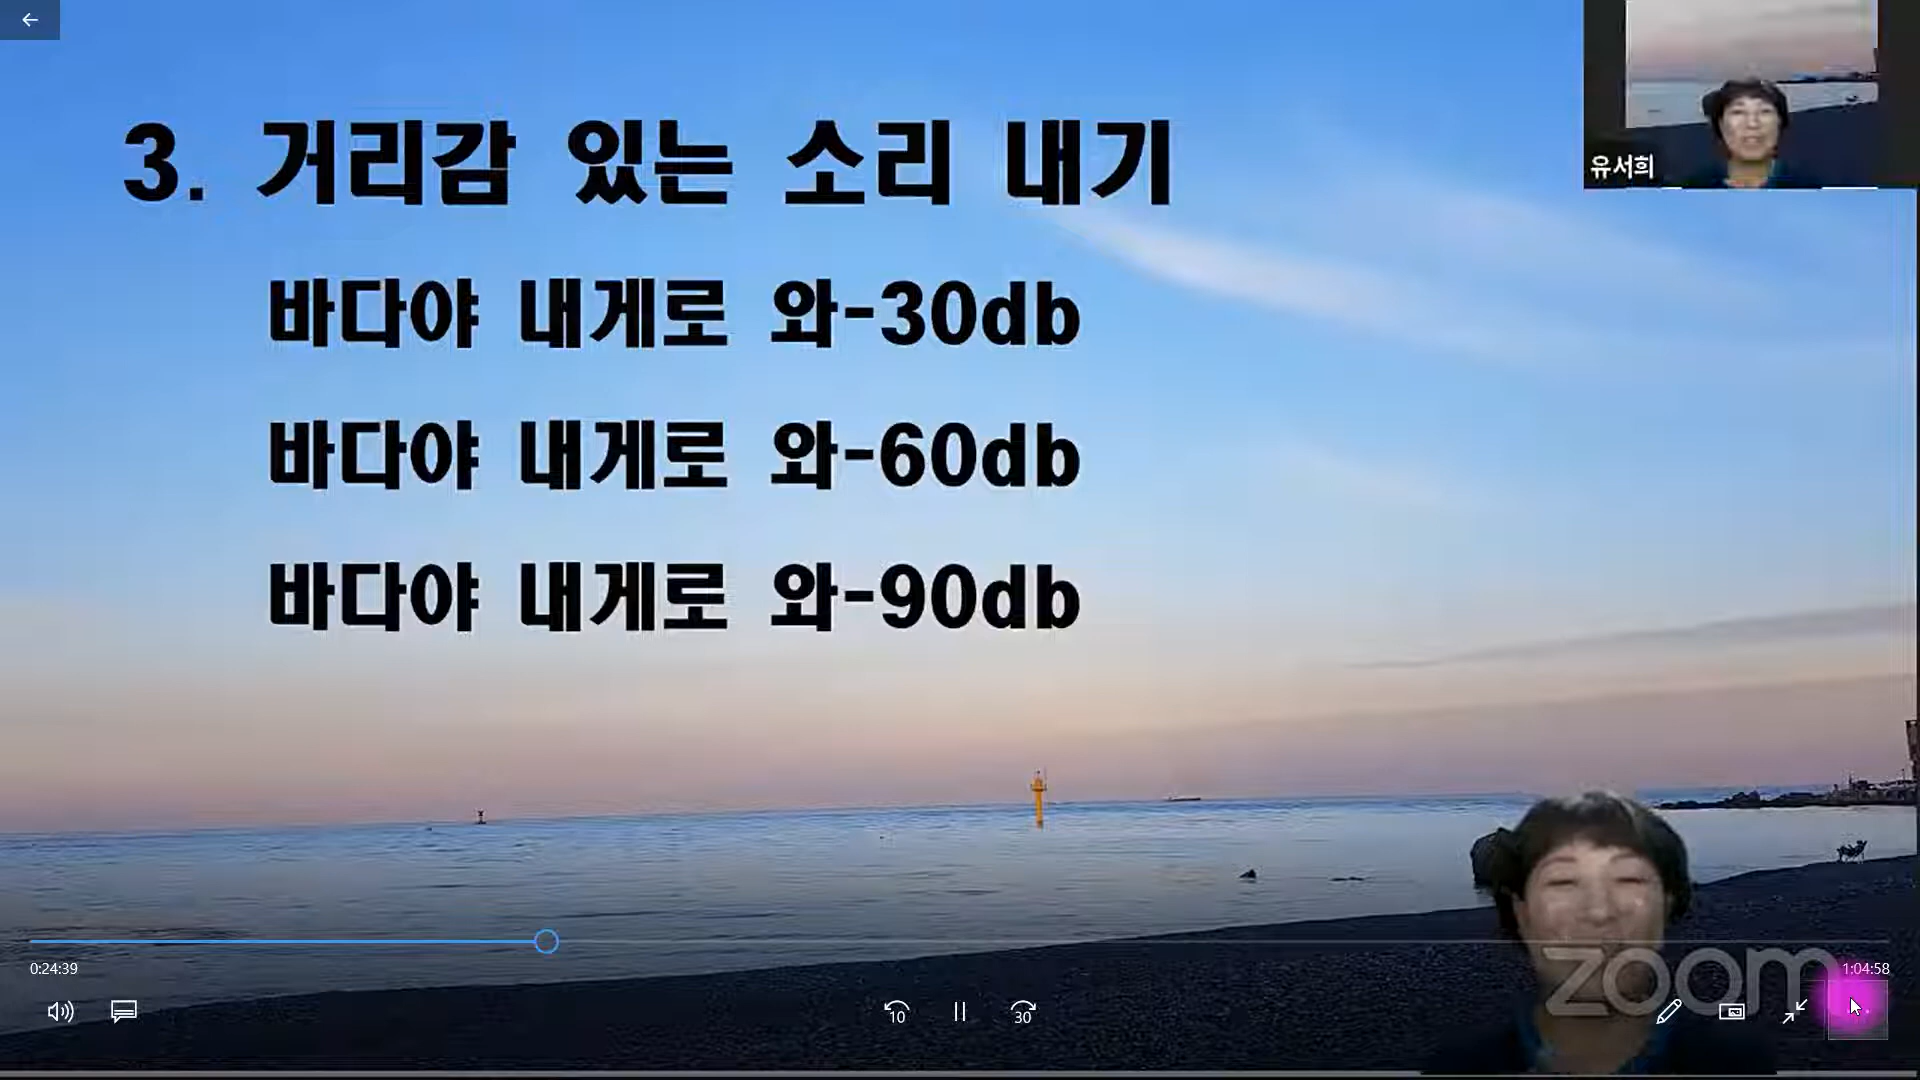 3. 거리감 있는 소리 내기
유서희
바다야 내게로 와-30db
바다야 내게로 와-60db
바다야 내게로 와-90db
zoom
0:24:39
1:04:58
10
30